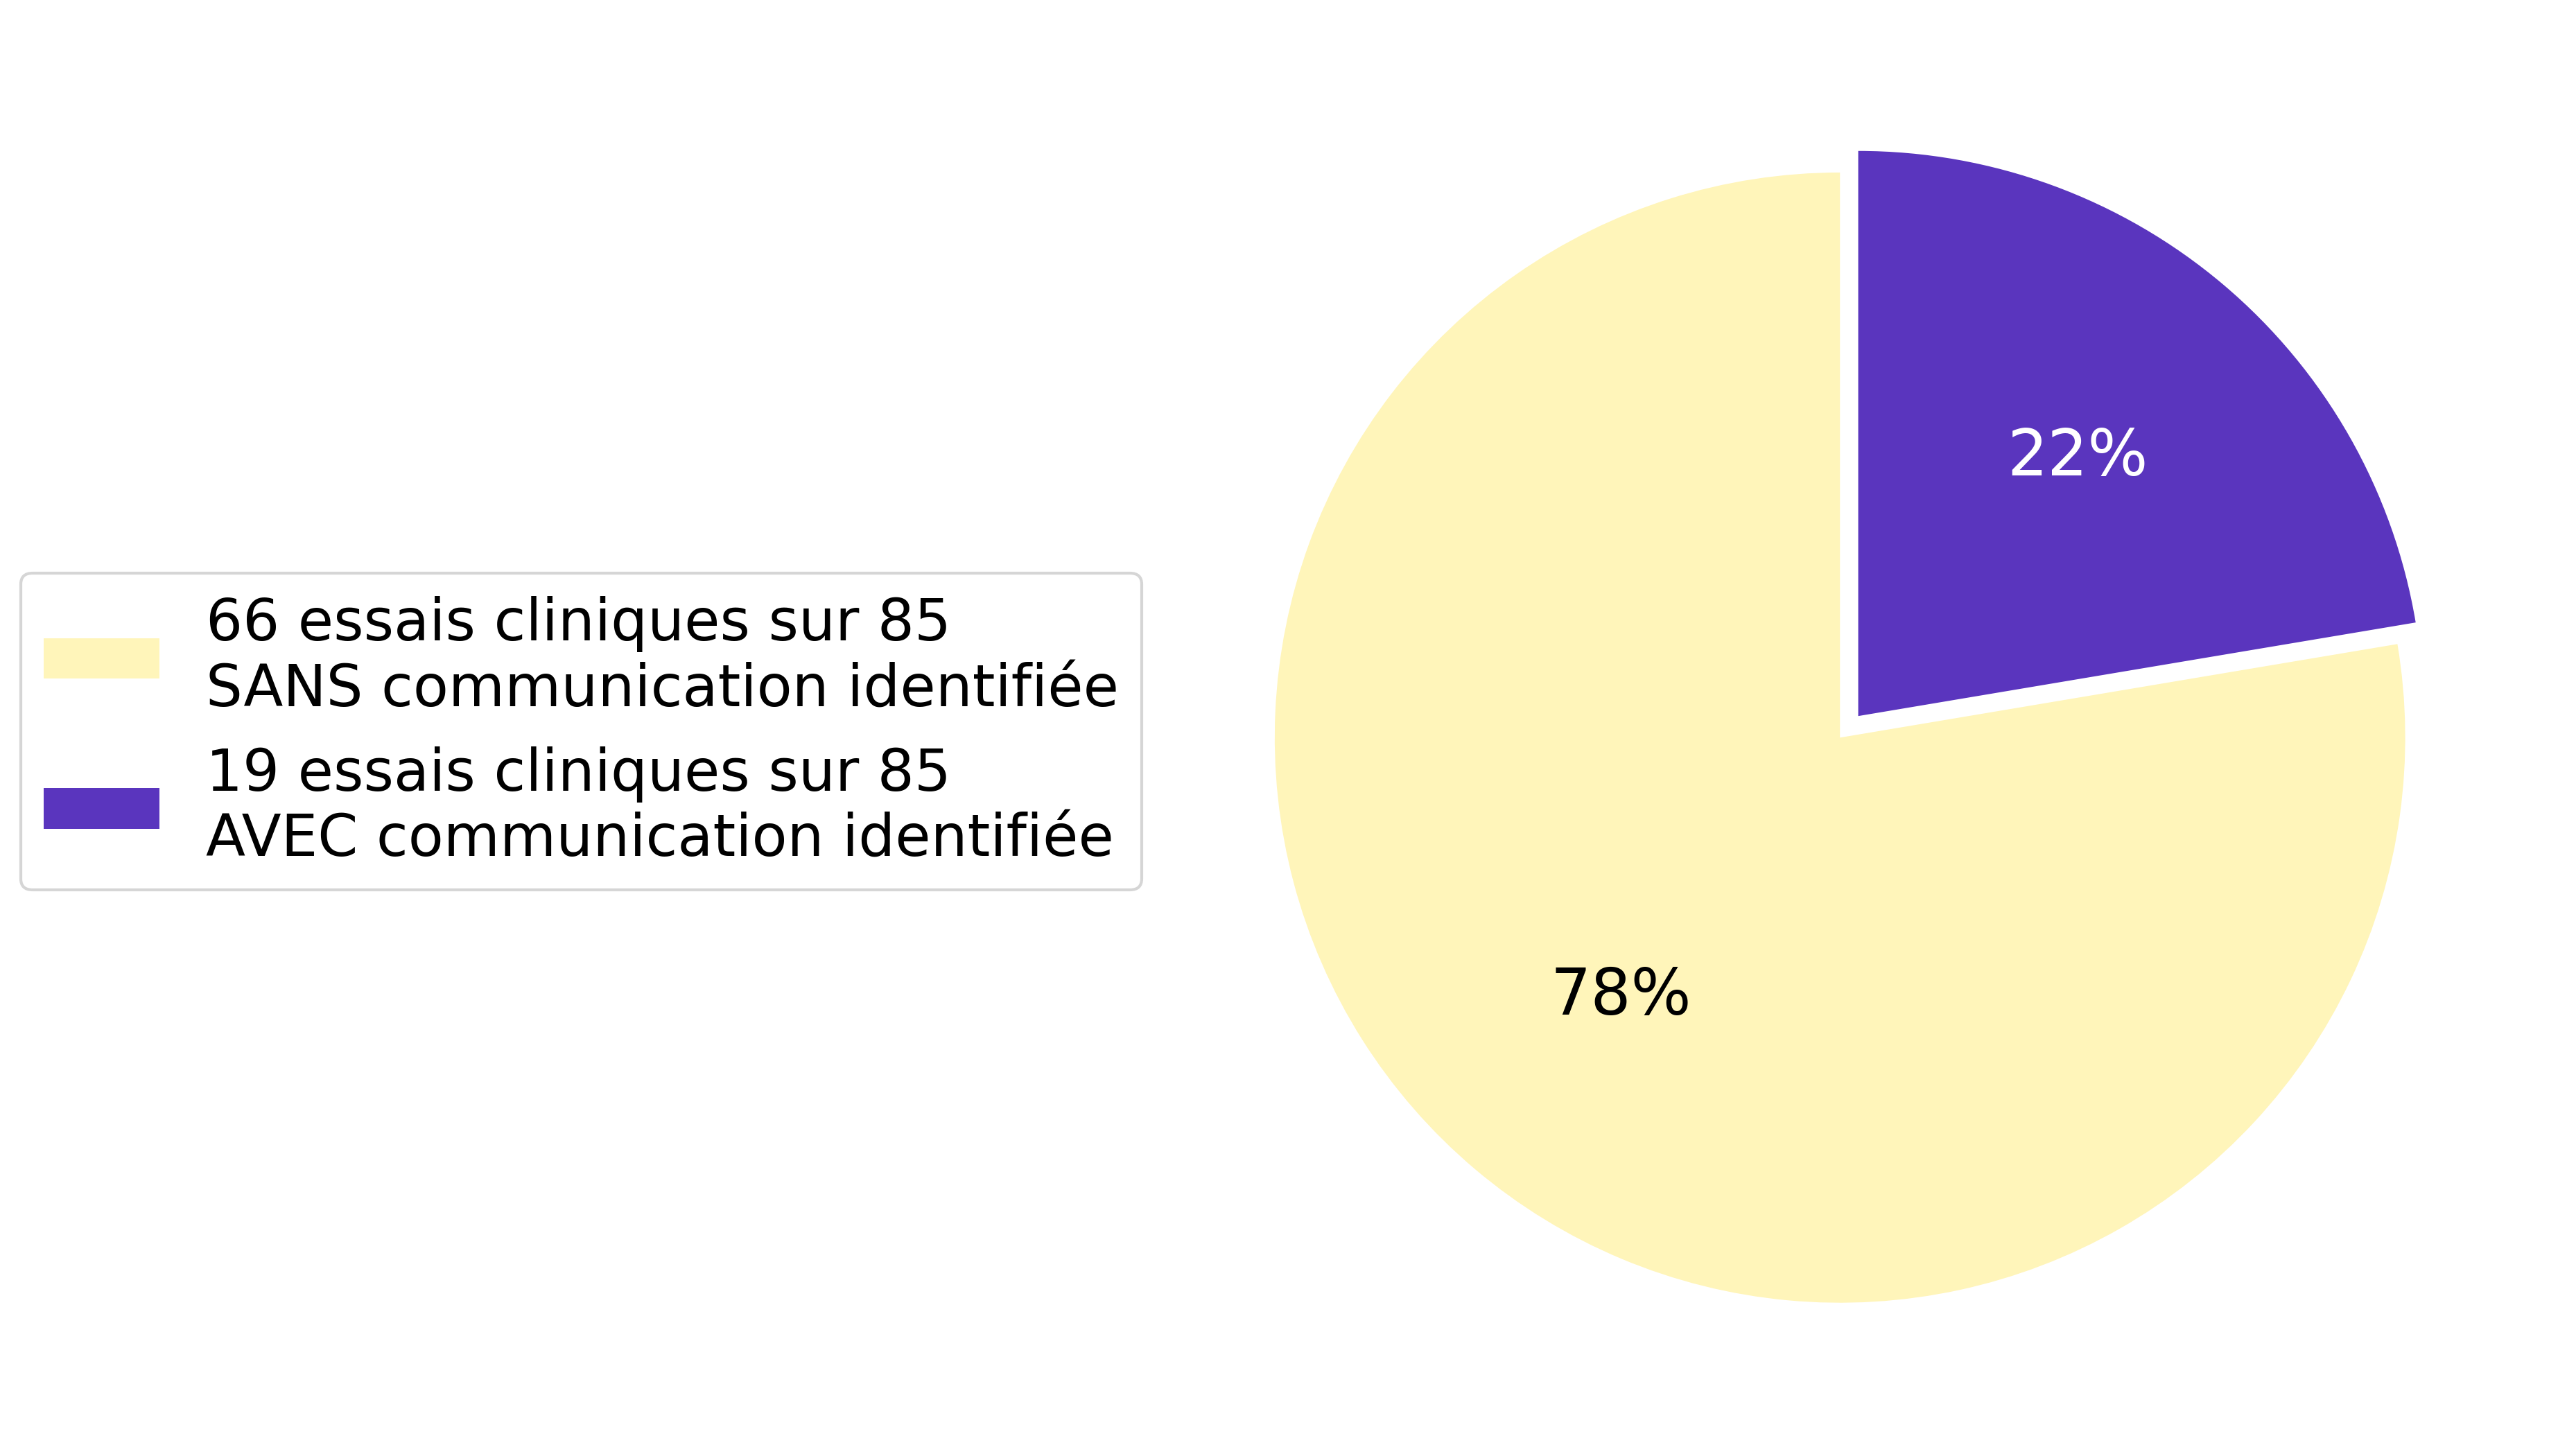 66 essais cliniques sur 85
SANS communication identifiée
19 essais cliniques sur 85
AVEC communication identifiée
22%
78%